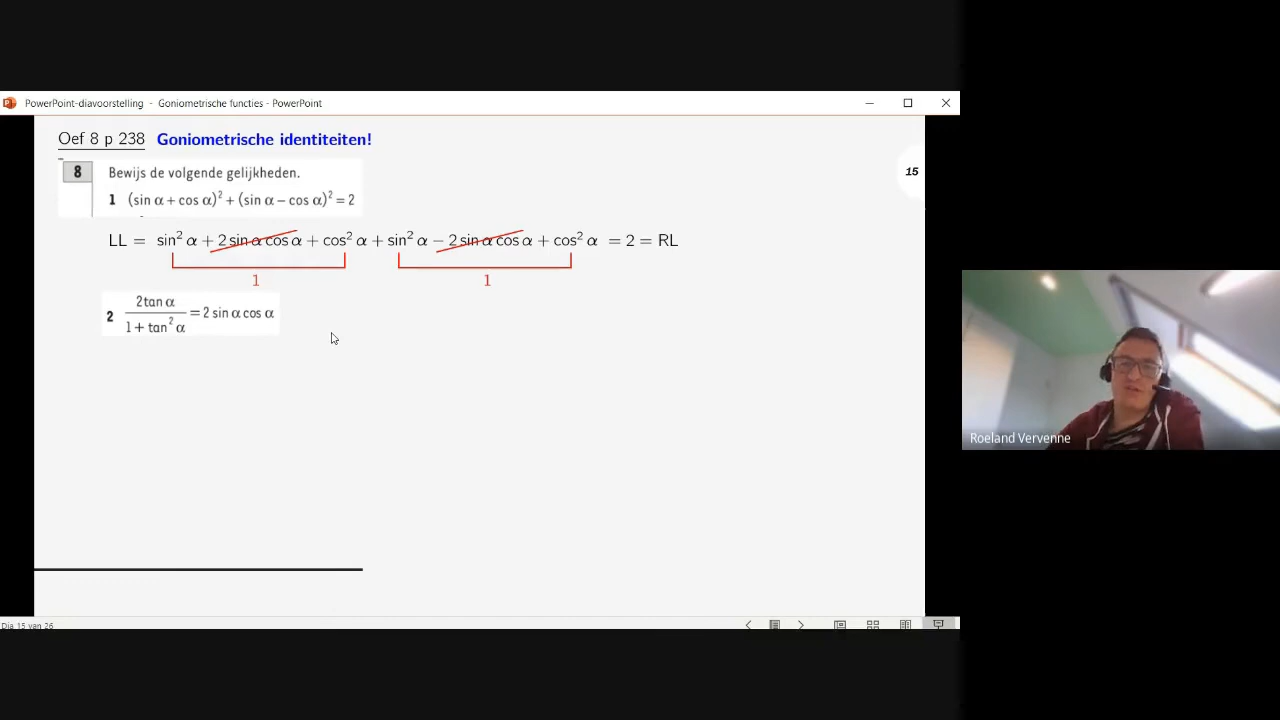 PowerPoint-diavoorstelling - Goniometrische functies - PowerPoint
Oef 8 p 238 Goniometrische identiteiten!
15
8 Bewijs de volgende gelijkheden.
1 (sin α + cos α)² + (sin α − cos α)² = 2
LL = sin² α + 2 sin α cos α + cos² α + sin² α − 2 sin α cos α + cos² α = 2 = RL
1 1
2 2tan α / 1 + tan² α = 2 sin α cos α
Roeland Vervenne
Dia 15 van 26